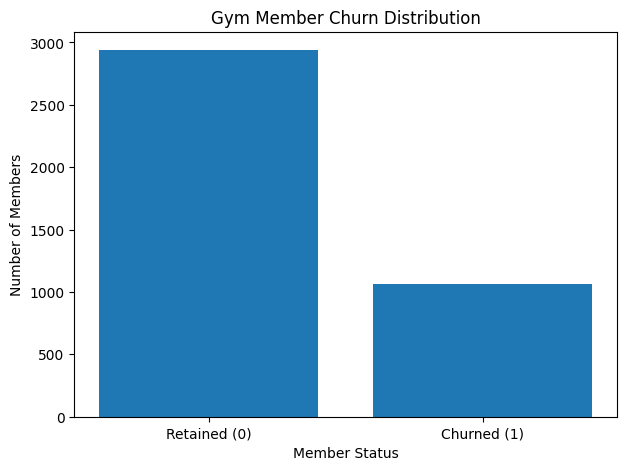 Gym Member Churn Distribution
3000
2500
2000
1500
1000
500
0
Number of Members
Retained (0)
Churned (1)
Member Status